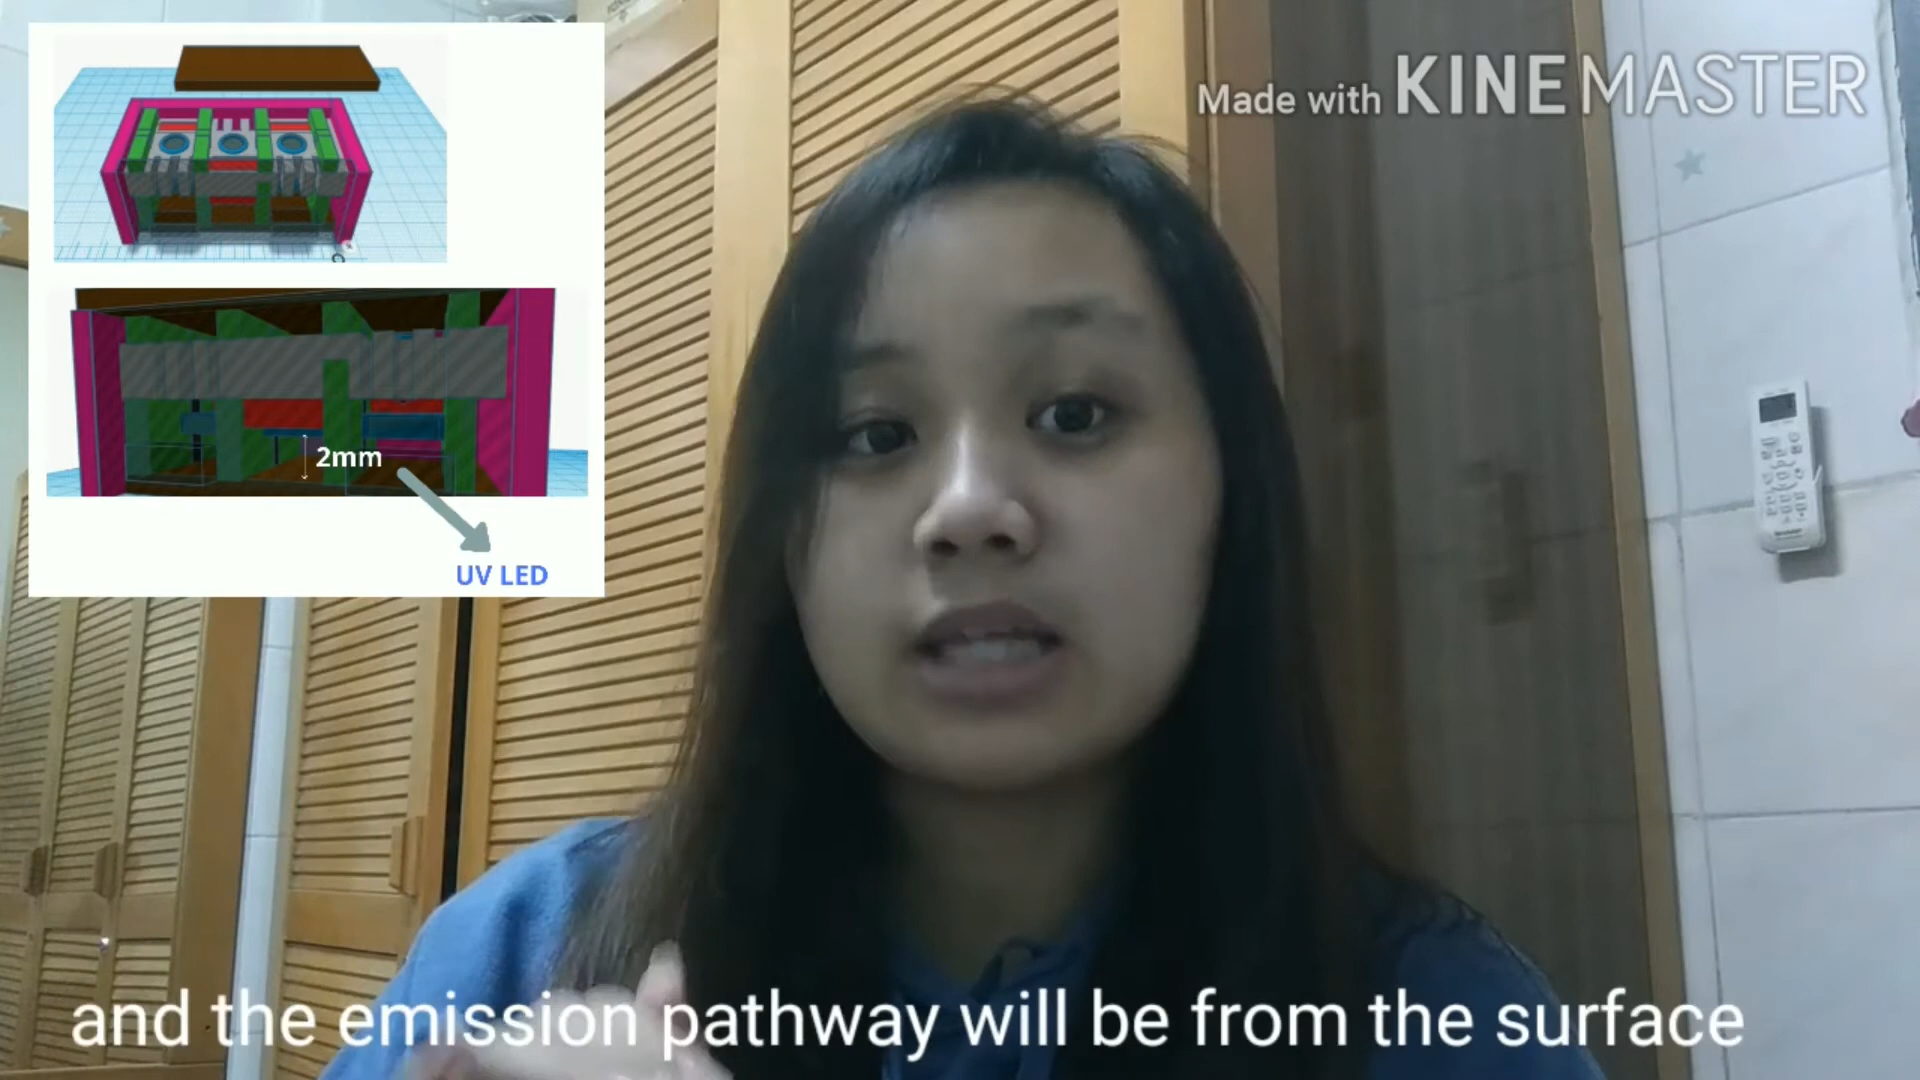 Made with KINEMASTER
2mm
UV LED
and the emission pathway will be from the surface